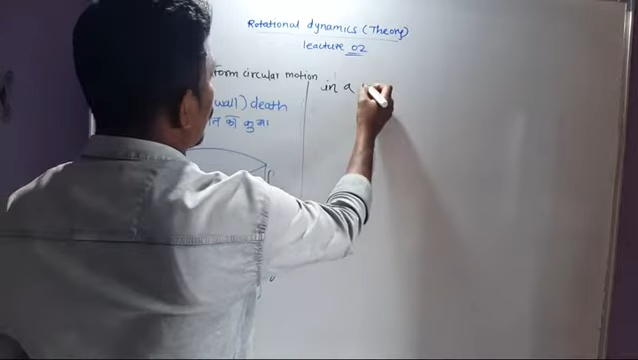 Rotational dynamics (Theory)
leacture 02
form circular motion
in a
wall) death
को कुआ